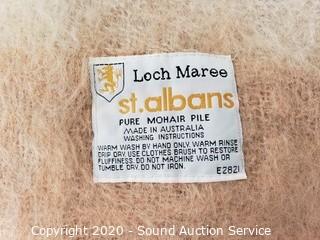 Loch Maree
st.albans
PURE MOHAIR PILE
MADE IN AUSTRALIA
WASHING INSTRUCTIONS
WARM WASH BY HAND ONLY. WARM RINSE
DRIP DRY. USE CLOTHES BRUSH TO RESTORE
FLUFFINESS. DO NOT MACHINE WASH OR
TUMBLE DRY. DO NOT IRON.
E2821
Copyright 2020 - Sound Auction Service